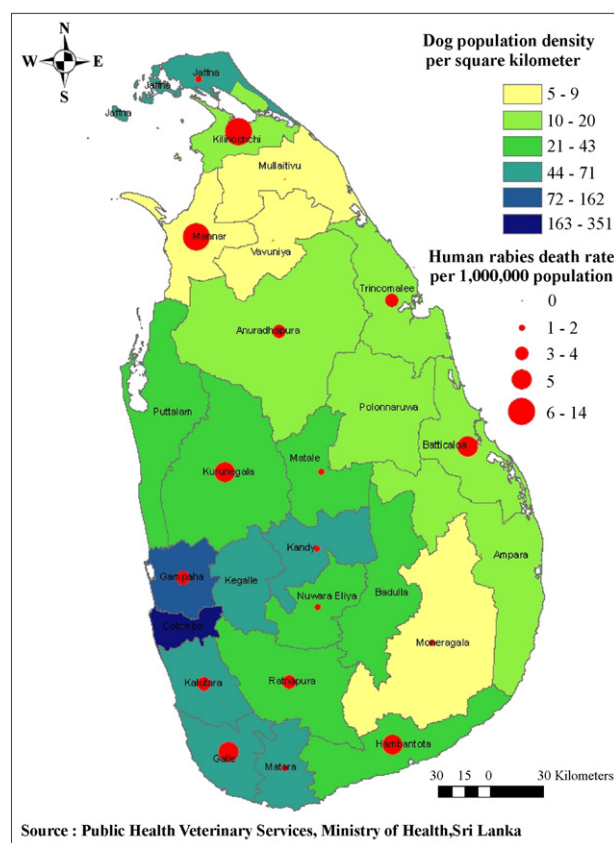 N
W E
S
Dog population density
per square kilometer
5 - 9
10 - 20
21 - 43
44 - 71
72 - 162
163 - 351
Human rabies death rate
per 1,000,000 population
0
1 - 2
3 - 4
5
6 - 14
Jaffna
Jaffna
Jaffna
Kilinochchi
Mullaitivu
Mannar
Vavuniya
Trincomalee
Anuradhapura
Puttalam
Polonnaruwa
Batticaloa
Matale
Kurunegala
Kandy
Ampara
Gampaha
Kegalle
Nuwara Eliya
Badulla
Colombo
Moneragala
Kalutara
Ratnapura
Hambantota
Galle
Matara
30 15 0 30 Kilometers
Source : Public Health Veterinary Services, Ministry of Health,Sri Lanka